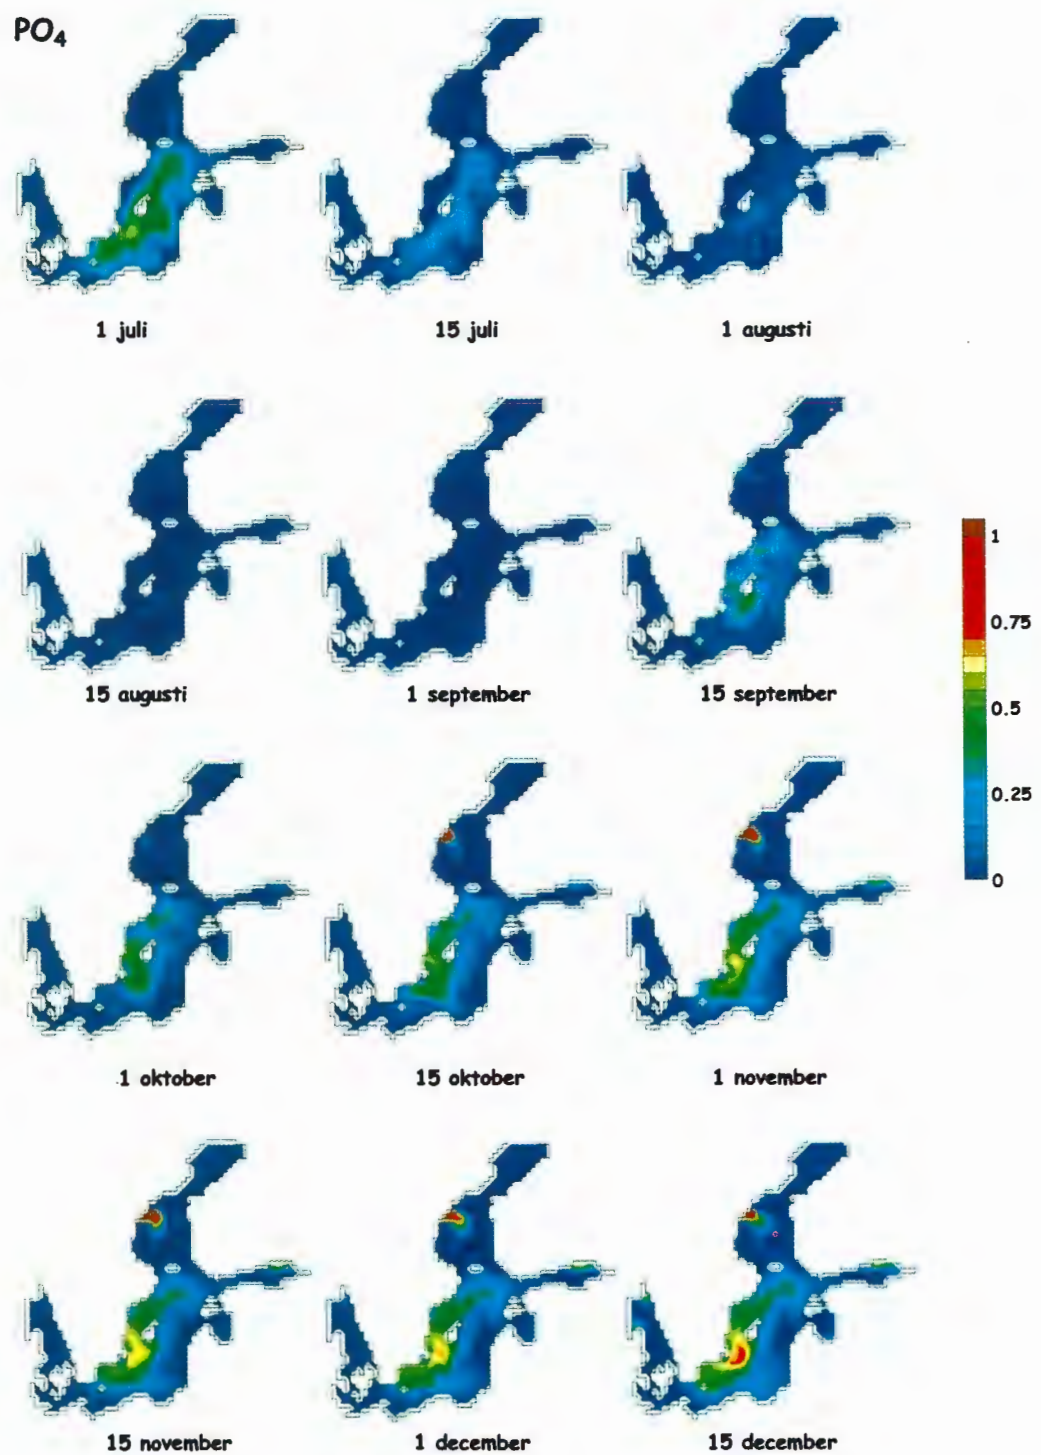 PO4
1 juli 15 juli 1 augusti
15 augusti 1 september 15 september
1
0.75
0.5
0.25
0
1 oktober 15 oktober 1 november
15 november 1 december 15 december